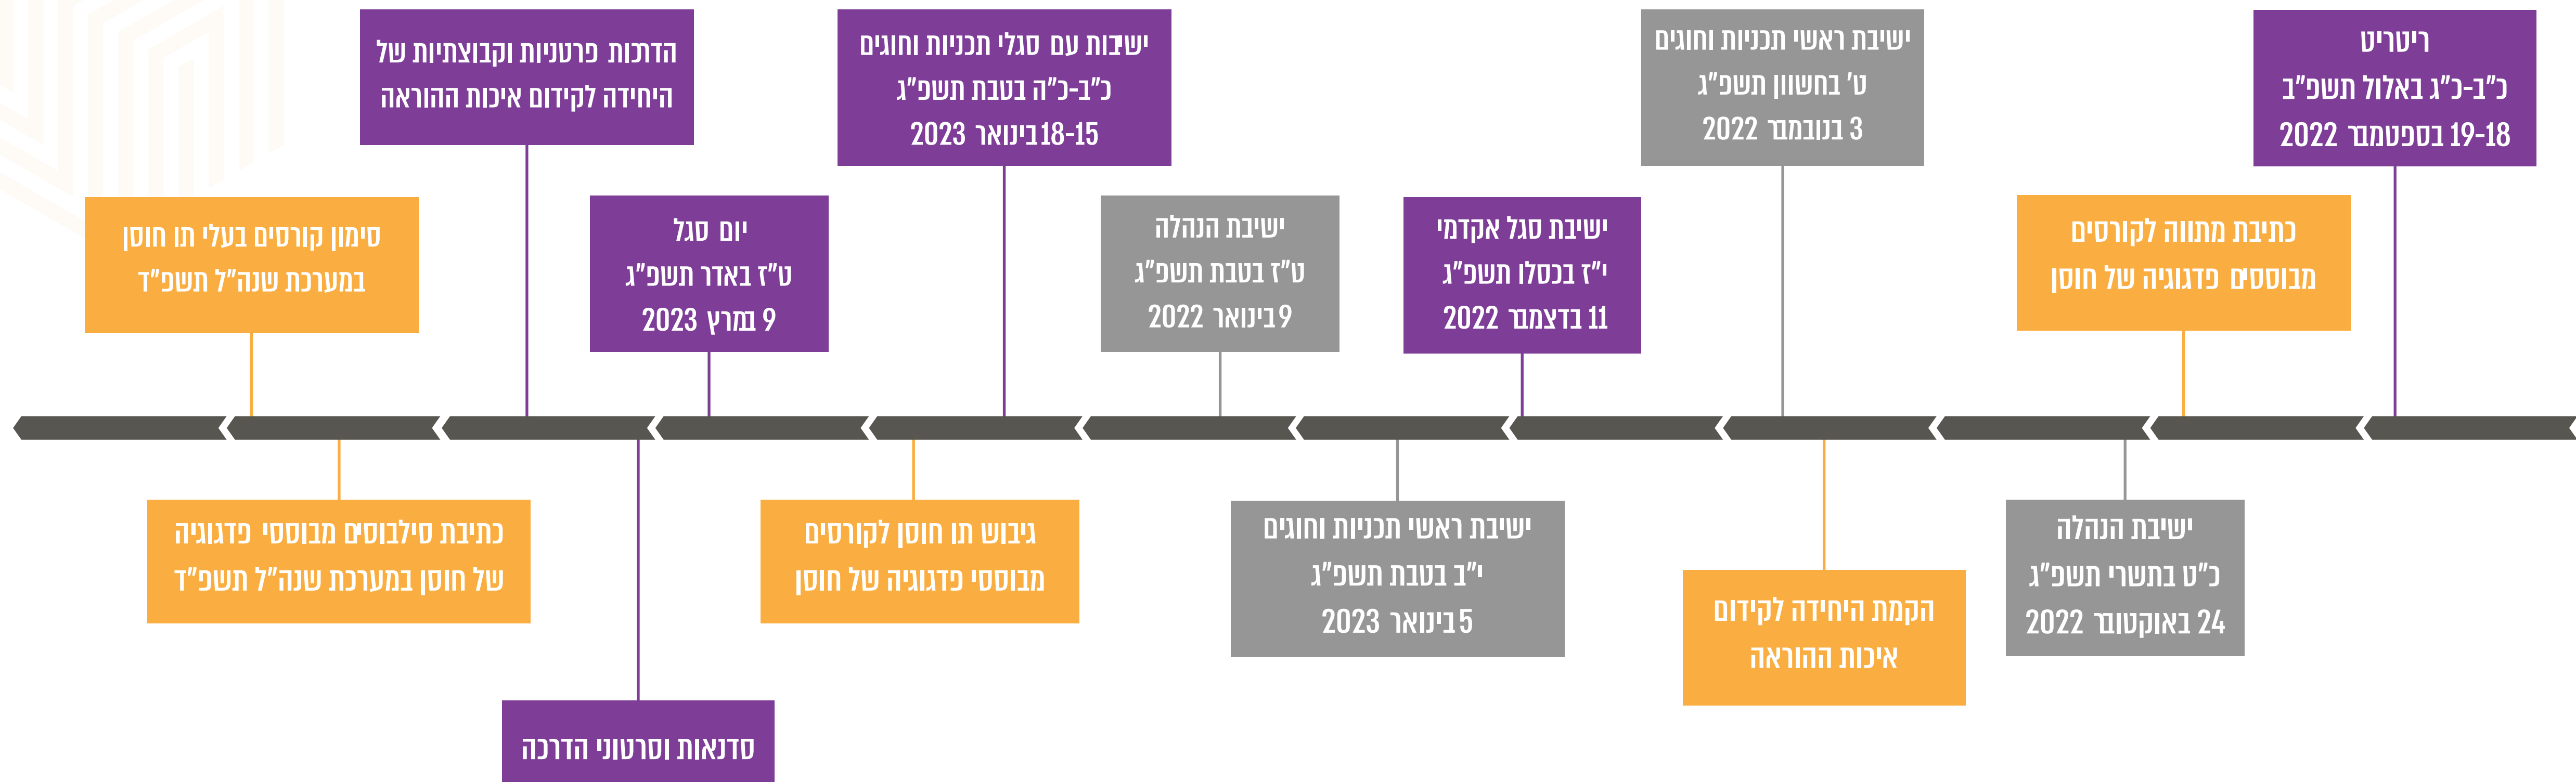 ריטריט
כ"ב-כ"ג באלול תשפ"ב
19-18 בספטמבר 2022
כתיבת מתווה לקורסים
מבוססים פדגוגיה של חוסן
ישיבת הנהלה
כ"ט בתשרי תשפ"ג
24 באוקטובר 2022
הקמת היחידה לקידום
איכות ההוראה
ישיבת ראשי תכניות וחוגים
ט' בחשוון תשפ"ג
3 בנובמבר 2022
ישיבת סגל אקדמי
י"ז בכסלו תשפ"ג
11 בדצמבר 2022
ישיבת ראשי תכניות וחוגים
י"ב בטבת תשפ"ג
5 בינואר 2023
ישיבת הנהלה
ט"ז בטבת תשפ"ג
9 בינואר 2022
ישיבות עם סגלי תכניות וחוגים
כ"ב-כ"ה בטבת תשפ"ג
18-15 בינואר 2023
גיבוש תו חוסן לקורסים
מבוססי פדגוגיה של חוסן
יום סגל
ט"ז באדר תשפ"ג
9 במרץ 2023
סדנאות וסרטוני הדרכה
הדרכות פרטניות וקבוצתיות של
היחידה לקידום איכות ההוראה
כתיבת סילבוסים מבוססי פדגוגיה
של חוסן במערכת שנה"ל תשפ"ד
סימון קורסים בעלי תו חוסן
במערכת שנה"ל תשפ"ד